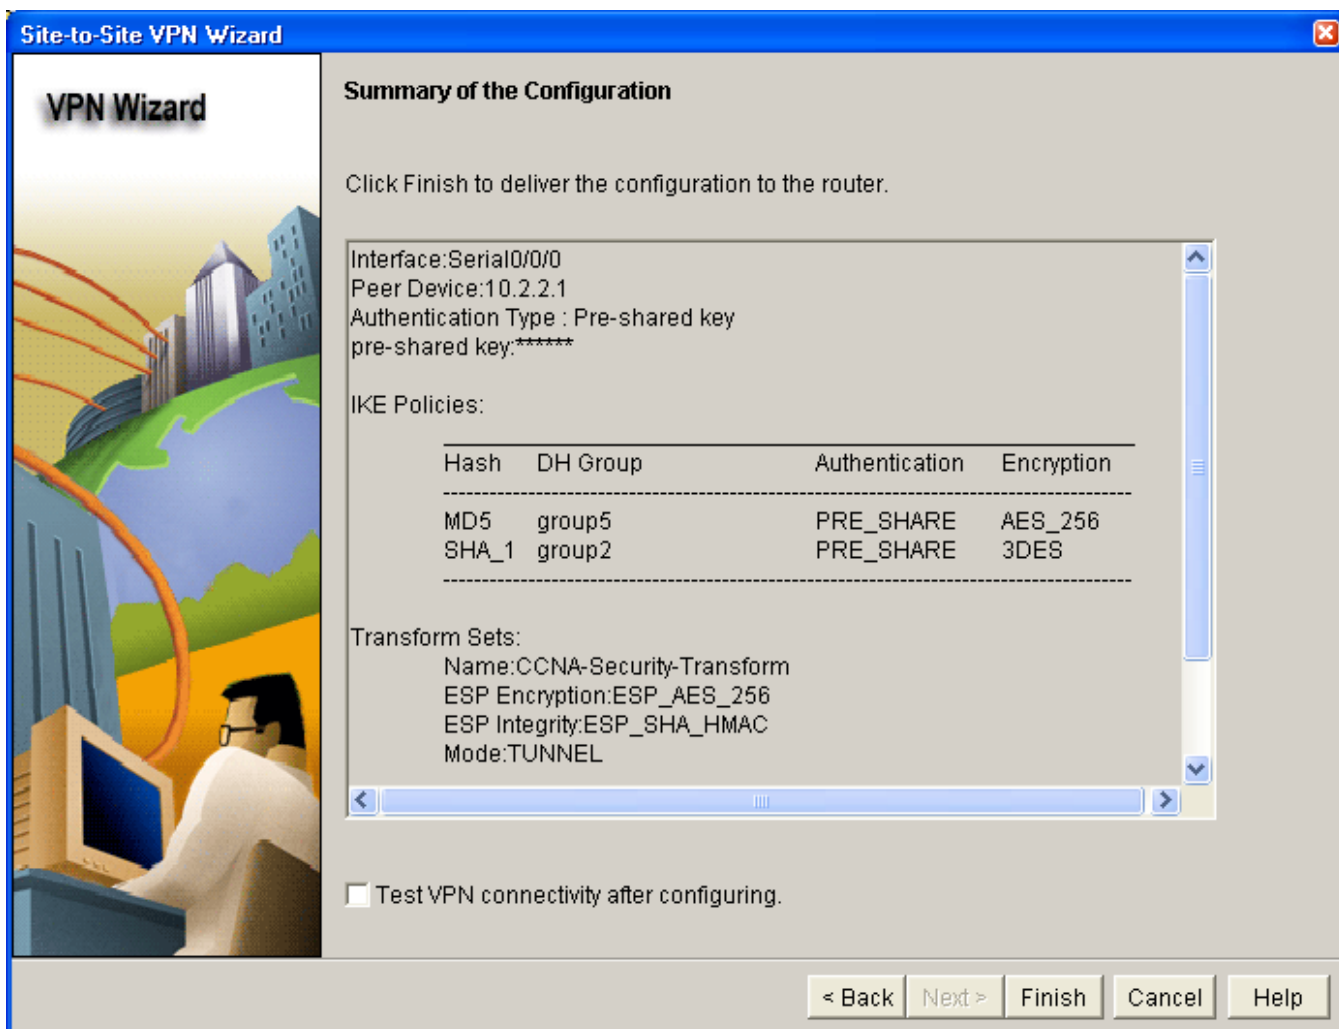 Site-to-Site VPN Wizard
VPN Wizard
Summary of the Configuration
Click Finish to deliver the configuration to the router.
Interface:Serial0/0/0
Peer Device:10.2.2.1
Authentication Type : Pre-shared key
pre-shared key:******
IKE Policies:
Hash DH Group Authentication Encryption
MD5 group5 PRE_SHARE AES_256
SHA_1 group2 PRE_SHARE 3DES
Transform Sets:
Name:CCNA-Security-Transform
ESP Encryption:ESP_AES_256
ESP Integrity:ESP_SHA_HMAC
Mode:TUNNEL
Test VPN connectivity after configuring.
< Back Next > Finish Cancel Help